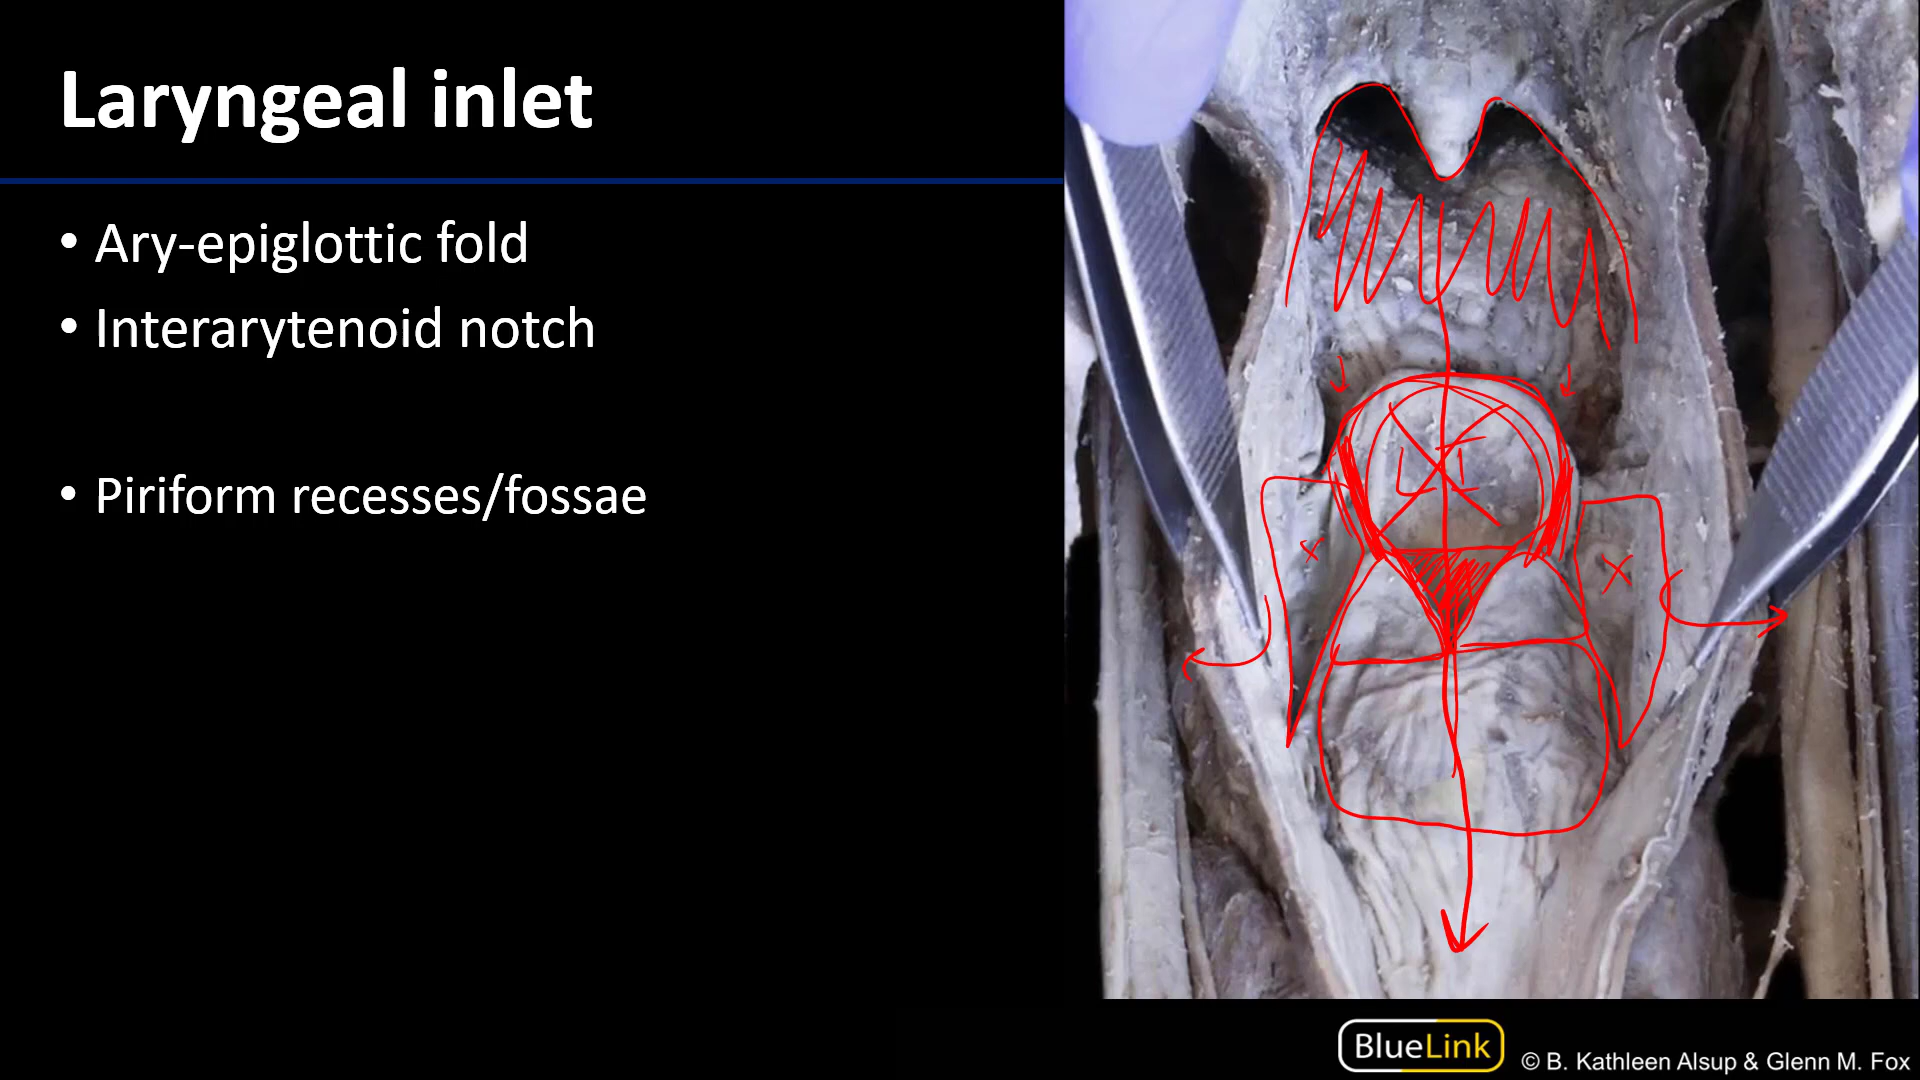 Laryngeal inlet
• Ary-epiglottic fold
• Interarytenoid notch
• Piriform recesses/fossae
BlueLink
© B. Kathleen Alsup & Glenn M. Fox